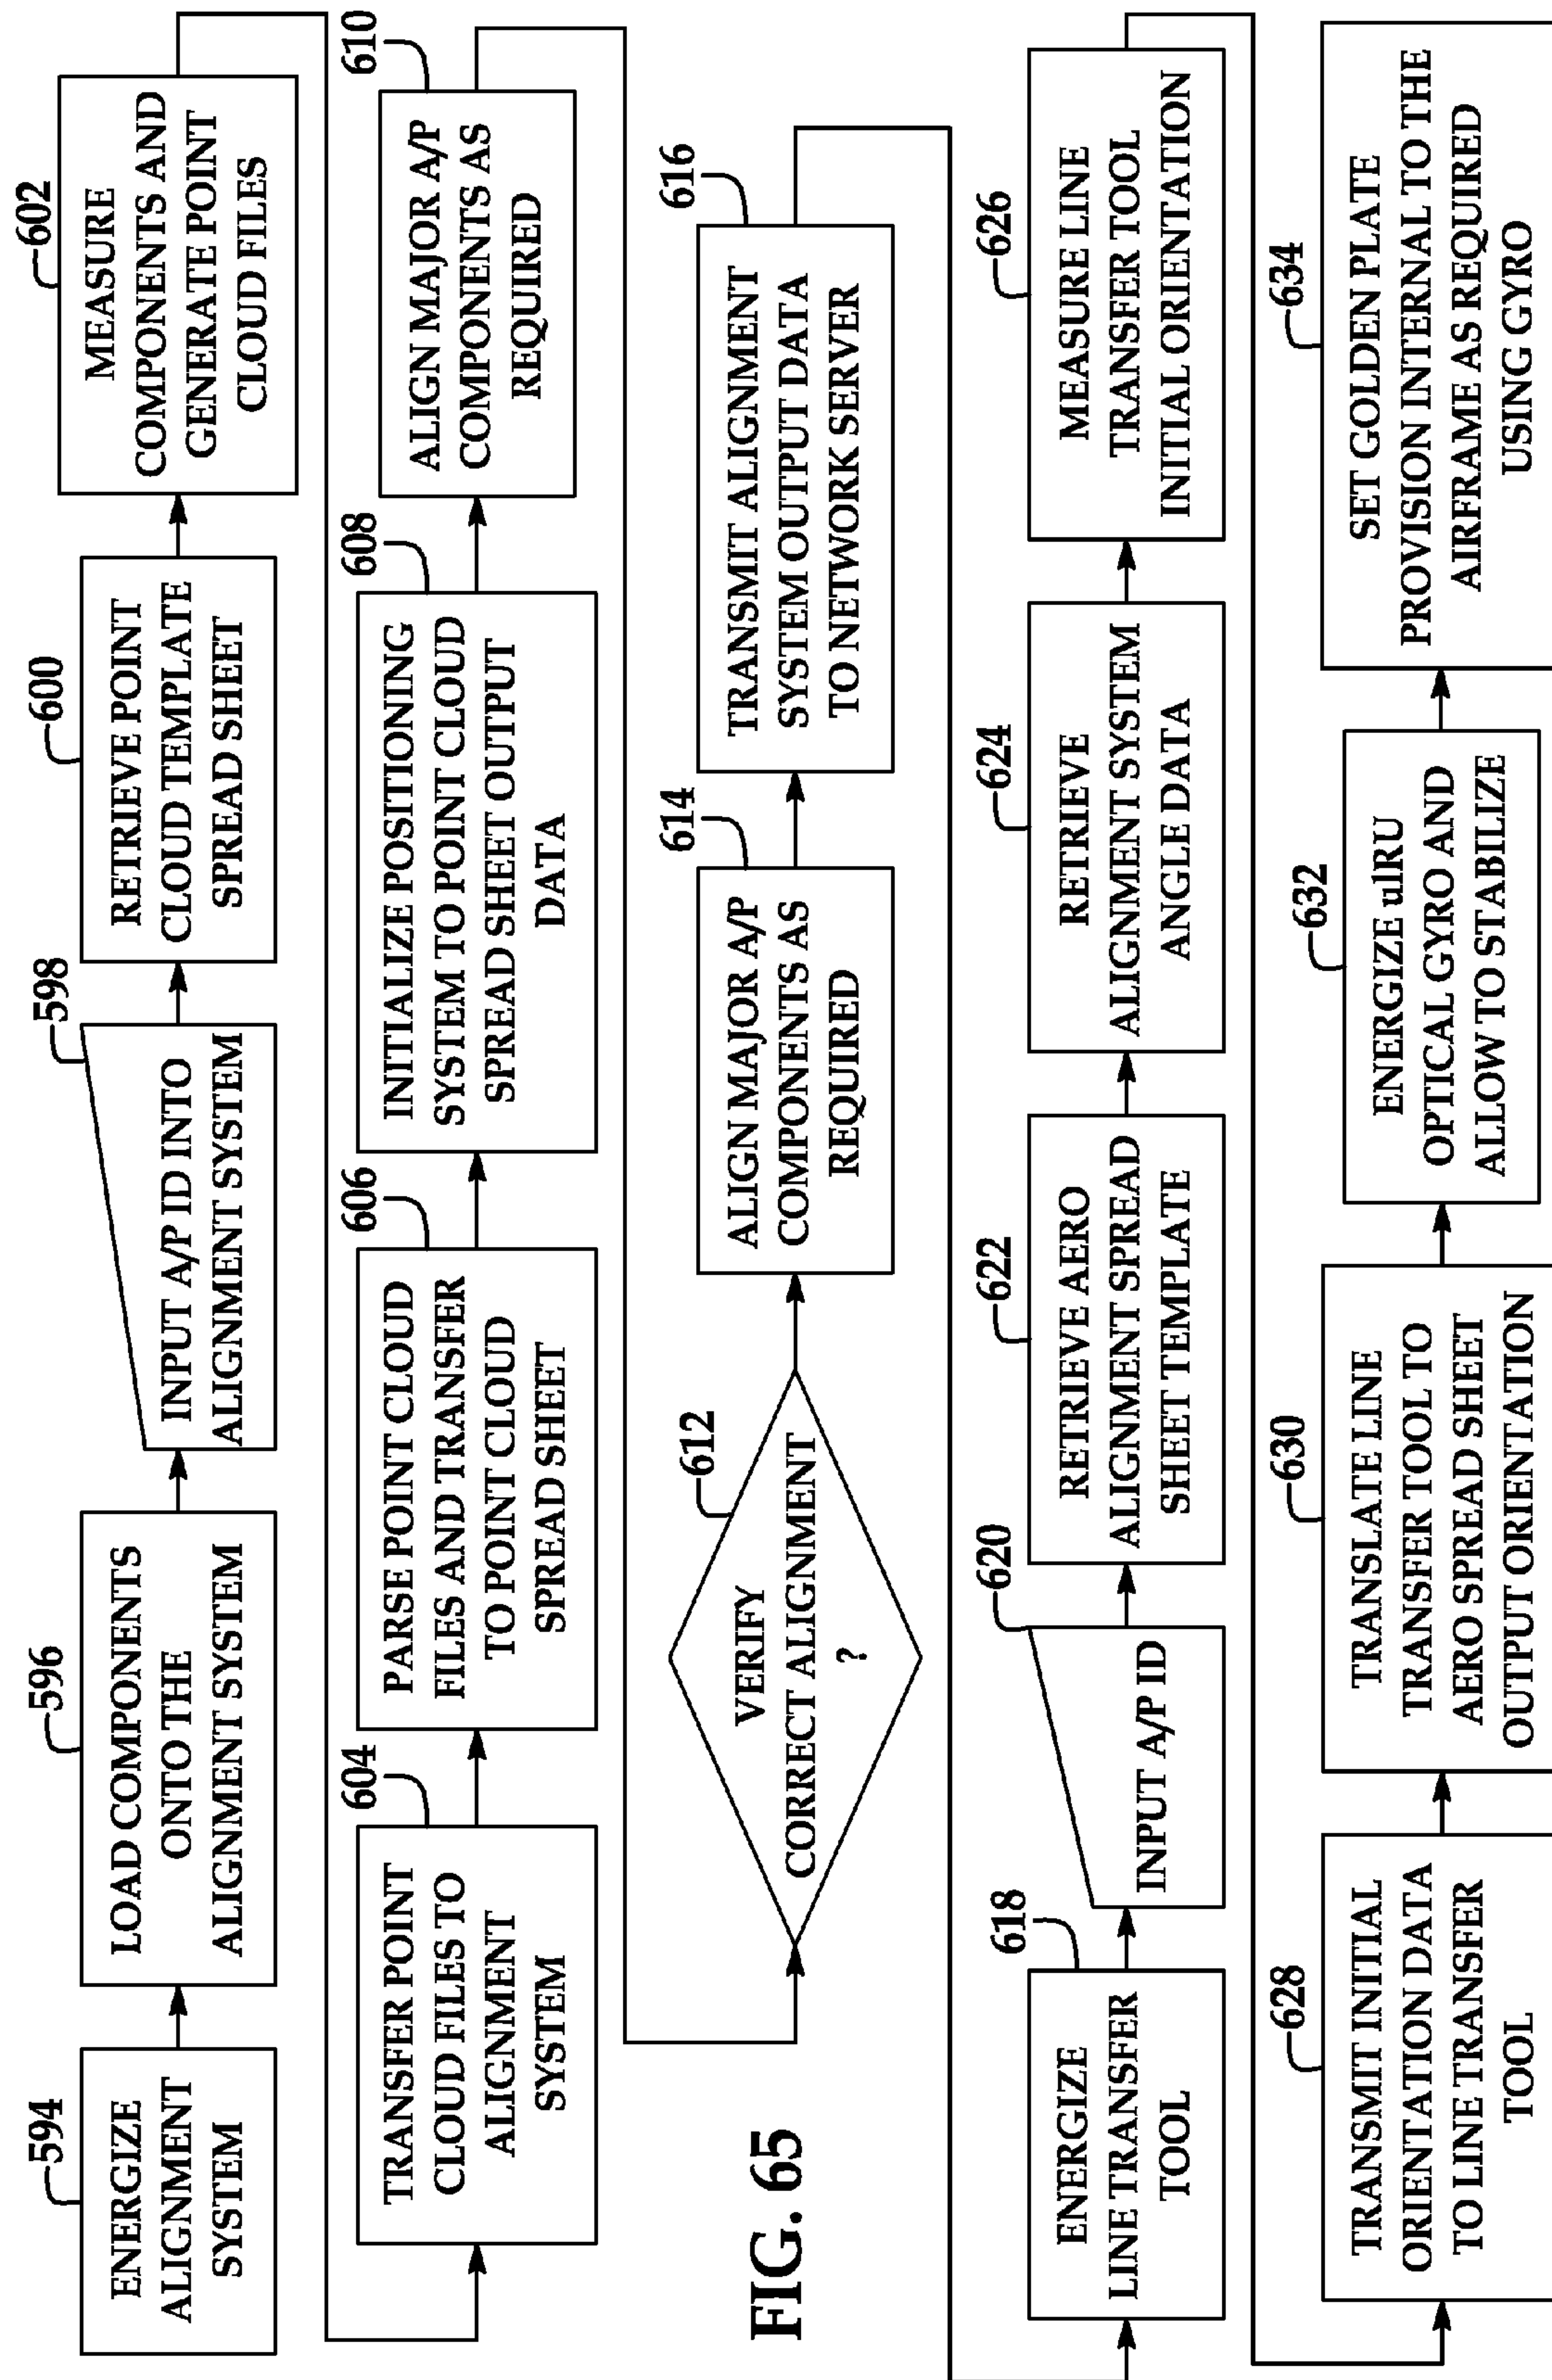 594
ENERGIZE
ALIGNMENT
SYSTEM
596
LOAD COMPONENTS
ONTO THE
ALIGNMENT SYSTEM
598
INPUT A/P ID INTO
ALIGNMENT SYSTEM
600
RETRIEVE POINT
CLOUD TEMPLATE
SPREAD SHEET
602
MEASURE
COMPONENTS AND
GENERATE POINT
CLOUD FILES
604
TRANSFER POINT
CLOUD FILES TO
ALIGNMENT
SYSTEM
606
PARSE POINT CLOUD
FILES AND TRANSFER
TO POINT CLOUD
SPREAD SHEET
608
INITIALIZE POSITIONING
SYSTEM TO POINT CLOUD
SPREAD SHEET OUTPUT
DATA
610
ALIGN MAJOR A/P
COMPONENTS AS
REQUIRED
612
VERIFY
CORRECT ALIGNMENT
?
614
ALIGN MAJOR A/P
COMPONENTS AS
REQUIRED
616
TRANSMIT ALIGNMENT
SYSTEM OUTPUT DATA
TO NETWORK SERVER
FIG. 65
618
ENERGIZE
LINE TRANSFER
TOOL
620
INPUT A/P ID
622
RETRIEVE AERO
ALIGNMENT SPREAD
SHEET TEMPLATE
624
RETRIEVE
ALIGNMENT SYSTEM
ANGLE DATA
626
MEASURE LINE
TRANSFER TOOL
INITIAL ORIENTATION
628
TRANSMIT INITIAL
ORIENTATION DATA
TO LINE TRANSFER
TOOL
630
TRANSLATE LINE
TRANSFER TOOL TO
AERO SPREAD SHEET
OUTPUT ORIENTATION
632
ENERGIZE uIRU
OPTICAL GYRO AND
ALLOW TO STABILIZE
634
SET GOLDEN PLATE
PROVISION INTERNAL TO THE
AIRFRAME AS REQUIRED
USING GYRO